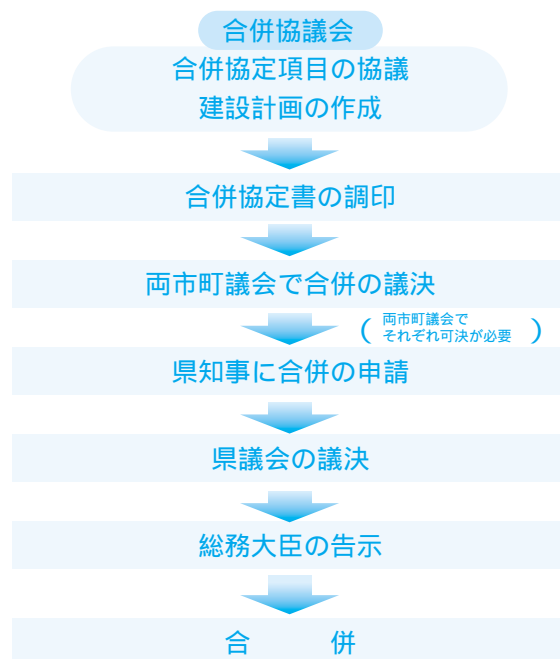 合併協議会
合併協定項目の協議
建設計画の作成
合併協定書の調印
両市町議会で合併の議決
(両市町議会で
それぞれ可決が必要)
県知事に合併の申請
県議会の議決
総務大臣の告示
合　　　併